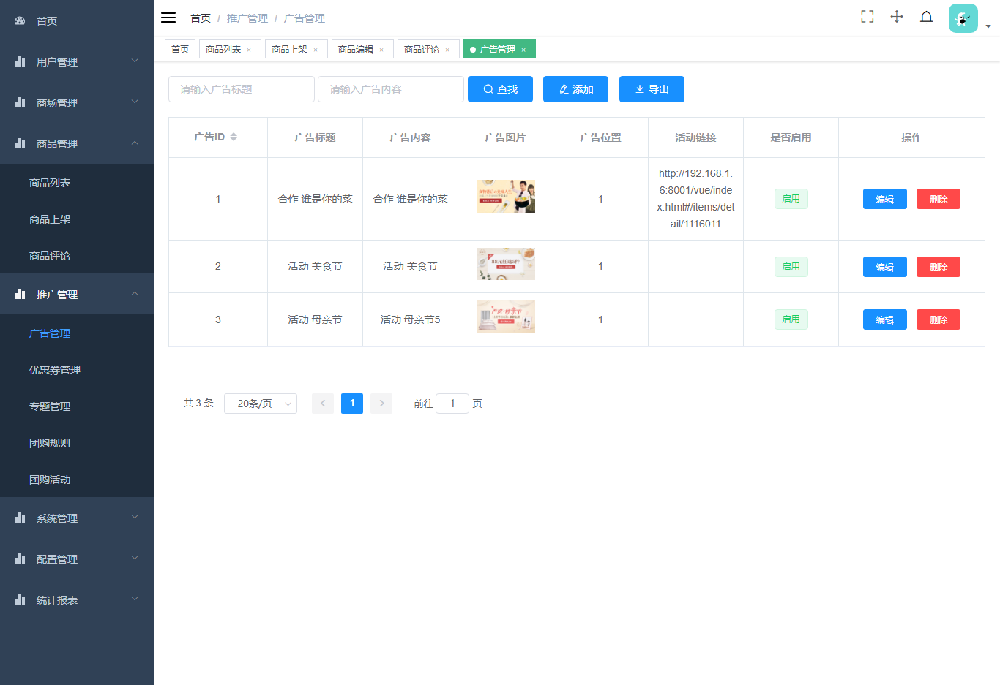 首页
用户管理
商场管理
商品管理
商品列表
商品上架
商品评论
推广管理
广告管理
优惠券管理
专题管理
团购规则
团购活动
系统管理
配置管理
统计报表
首页 / 推广管理 / 广告管理
首页 商品列表 × 商品上架 × 商品编辑 × 商品评论 × 广告管理 ×
请输入广告标题 请输入广告内容 查找 添加 导出
广告ID 广告标题 广告内容 广告图片 广告位置 活动链接 是否启用 操作
1 合作 谁是你的菜 合作 谁是你的菜 1
http://192.168.1.
6:8001/vue/inde
x.html#/items/det
ail/1116011
启用 编辑 删除
2 活动 美食节 活动 美食节
88元任选5件
1 启用 编辑 删除
3 活动 母亲节 活动 母亲节5 1 启用 编辑 删除
共 3 条 20条/页 1 前往 1 页